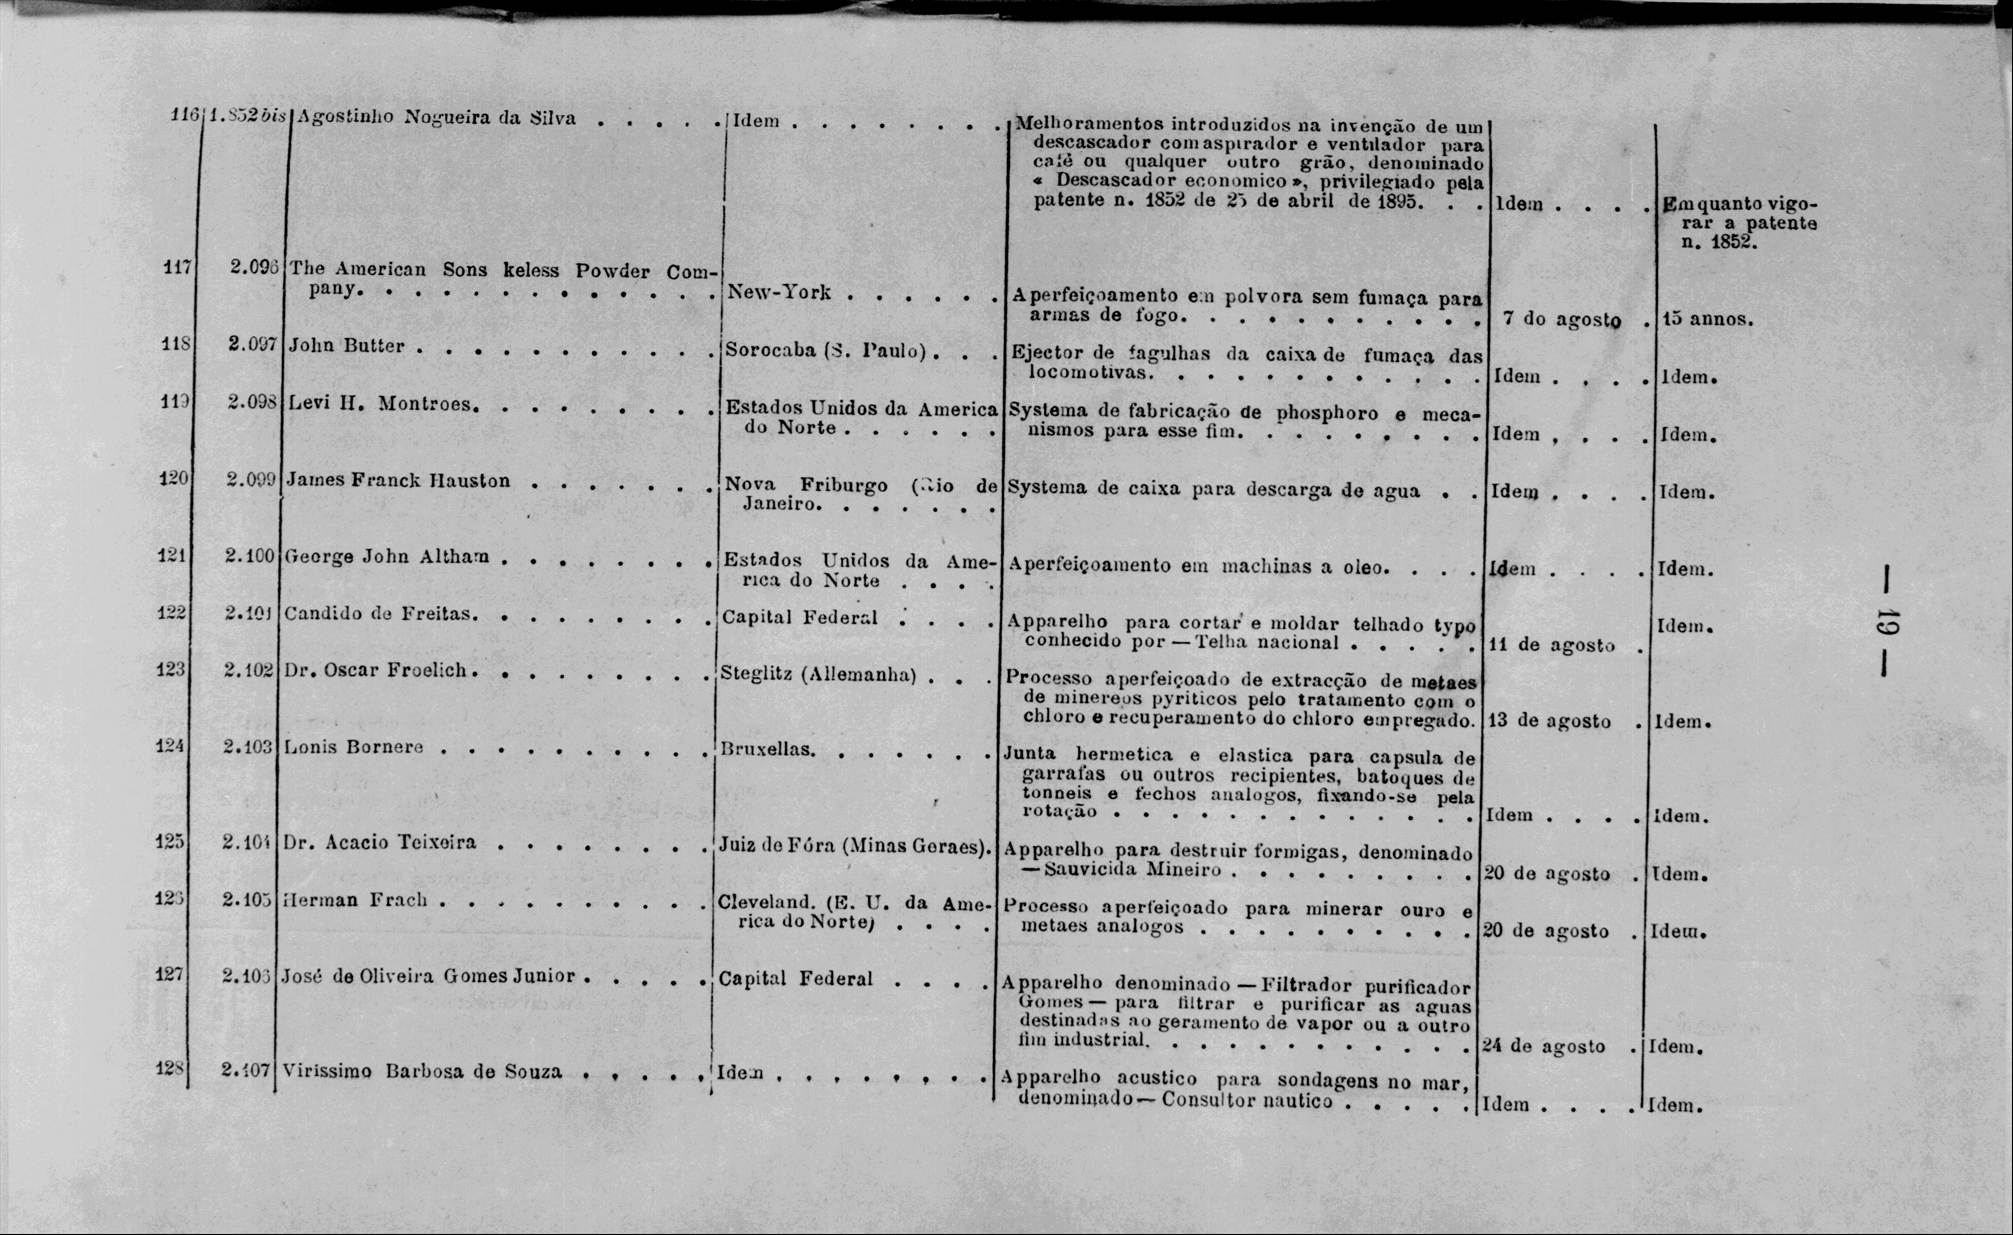 116 1.852 bis Agostinho Nogueira da Silva . . . . . Idem . . . . . . . . Melhoramentos introduzidos na invenção de um
descascador com aspirador e ventilador para
café ou qualquer outro grão, denominado
« Descascador economico », privilegiado pela
patente n. 1852 de 25 de abril de 1895. . . Idem . . . . Emquanto vigo-
rar a patente
n. 1852.
117 2.096 The American Sons keless Powder Com-
pany. . . . . . . . . . . . . New-York . . . . . . Aperfeiçoamento em polvora sem fumaça para
armas de fogo. . . . . . . . . . . 7 do agosto . 15 annos.
118 2.097 John Butter . . . . . . . . . . . Sorocaba (S. Paulo) . . . Ejector de fagulhas da caixa de fumaça das
locomotivas. . . . . . . . . . . . Idem . . . . Idem.
119 2.098 Levi H. Montroes. . . . . . . . . Estados Unidos da America Systema de fabricação de phosphoro e meca-
do Norte . . . . . . nismos para esse fim. . . . . . . . . Idem . . . . Idem.
120 2.099 James Franck Hauston . . . . . . . Nova Friburgo (Rio de Systema de caixa para descarga de agua . . Idem . . . . Idem.
Janeiro. . . . . . .
121 2.100 George John Altham . . . . . . . . Estados Unidos da Ame- Aperfeiçoamento em machinas a oleo. . . . Idem . . . . Idem.
rica do Norte . . . .
122 2.101 Candido de Freitas. . . . . . . . . Capital Federal . . . . Apparelho para cortar e moldar telhado typo Idem.
conhecido por — Telha nacional . . . . . 11 de agosto .
123 2.102 Dr. Oscar Froelich . . . . . . . . . Steglitz (Allemanha) . . . Processo aperfeiçoado de extracção de metaes
de minereos pyriticos pelo tratamento com o
chloro e recuperamento do chloro empregado. 13 de agosto . Idem.
124 2.103 Lonis Bornere . . . . . . . . . . Bruxellas. . . . . . . Junta hermetica e elastica para capsula de
garrafas ou outros recipientes, batoques de
tonneis e fechos analogos, fixando-se pela
rotação . . . . . . . . . . . . . Idem . . . . Idem.
125 2.104 Dr. Acacio Teixeira . . . . . . . . Juiz de Fóra (Minas Geraes). Apparelho para destruir formigas, denominado
— Sauvicida Mineiro . . . . . . . . . 20 de agosto . Idem.
126 2.105 Herman Frach . . . . . . . . . . Cleveland. (E. U. da Ame- Processo aperfeiçoado para minerar ouro e
rica do Norte) . . . . metaes analogos . . . . . . . . . . 20 de agosto . Idem.
127 2.106 José de Oliveira Gomes Junior . . . . . Capital Federal . . . . Apparelho denominado — Filtrador purificador
Gomes — para filtrar e purificar as aguas
destinadas ao geramento de vapor ou a outro
fim industrial. . . . . . . . . . . . 24 de agosto . Idem.
128 2.107 Virissimo Barbosa de Souza . . . . . Idem . . . . . . . . Apparelho acustico para sondagens no mar,
denominado — Consultor nautico . . . . . Idem . . . . Idem.
— 19 —